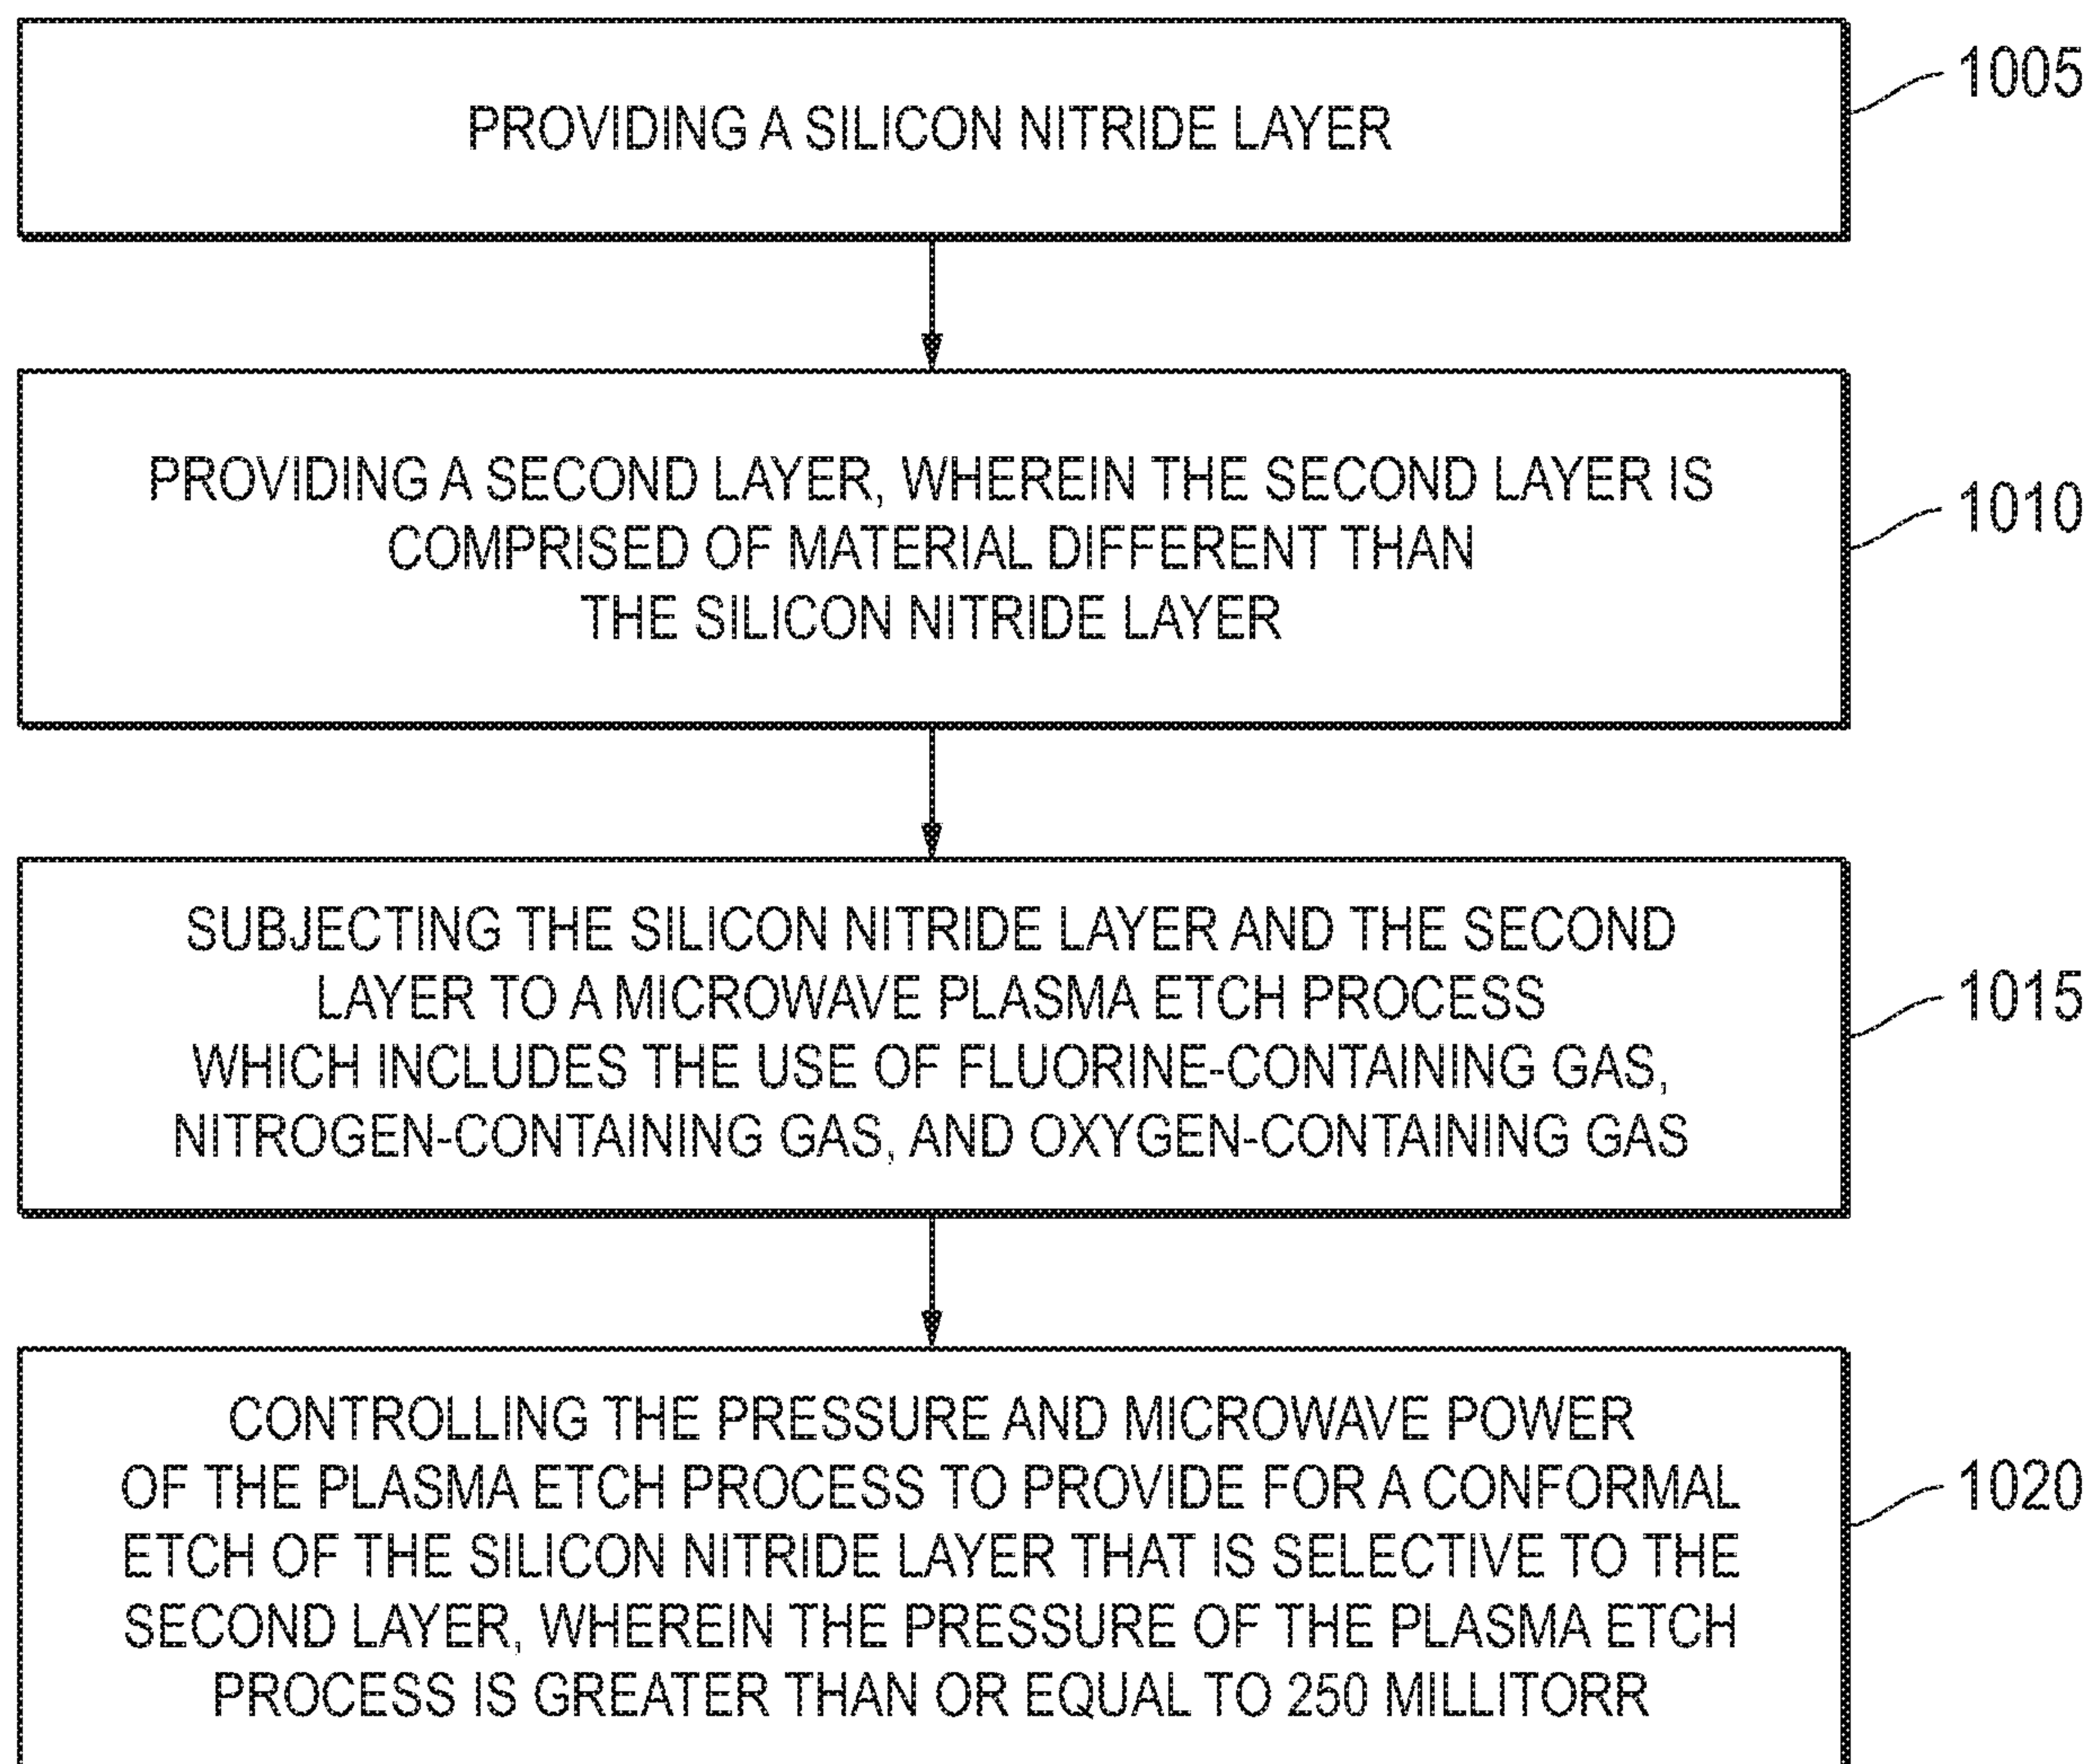 PROVIDING A SILICON NITRIDE LAYER
1005
PROVIDING A SECOND LAYER, WHEREIN THE SECOND LAYER IS
COMPRISED OF MATERIAL DIFFERENT THAN
THE SILICON NITRIDE LAYER
1010
SUBJECTING THE SILICON NITRIDE LAYER AND THE SECOND
LAYER TO A MICROWAVE PLASMA ETCH PROCESS
WHICH INCLUDES THE USE OF FLUORINE-CONTAINING GAS,
NITROGEN-CONTAINING GAS, AND OXYGEN-CONTAINING GAS
1015
CONTROLLING THE PRESSURE AND MICROWAVE POWER
OF THE PLASMA ETCH PROCESS TO PROVIDE FOR A CONFORMAL
ETCH OF THE SILICON NITRIDE LAYER THAT IS SELECTIVE TO THE
SECOND LAYER, WHEREIN THE PRESSURE OF THE PLASMA ETCH
PROCESS IS GREATER THAN OR EQUAL TO 250 MILLITORR
1020